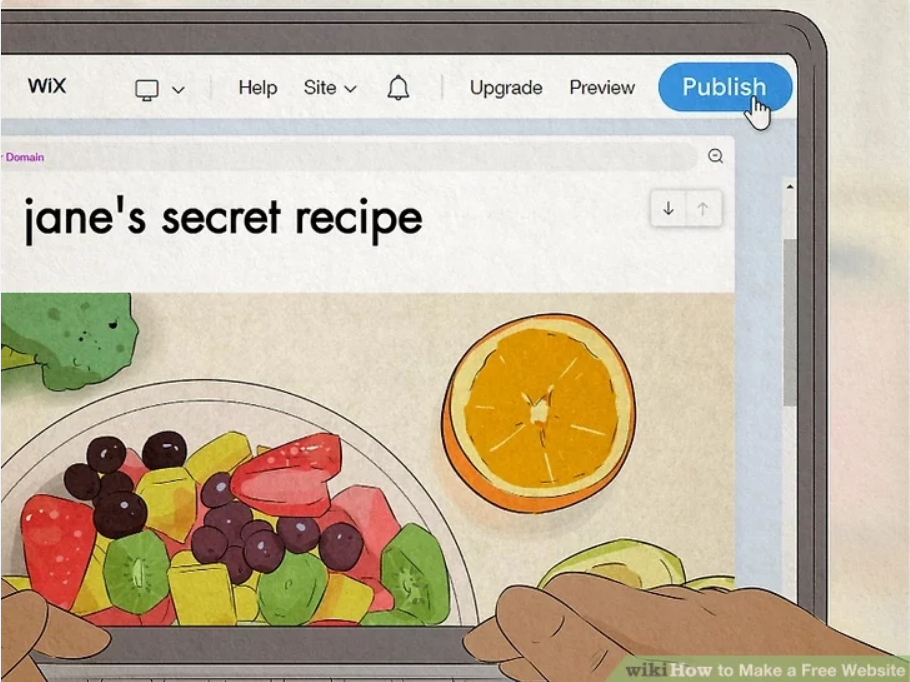 WiX Help Site Upgrade Preview Publish
r Domain
jane's secret recipe
wikiHow to Make a Free Website